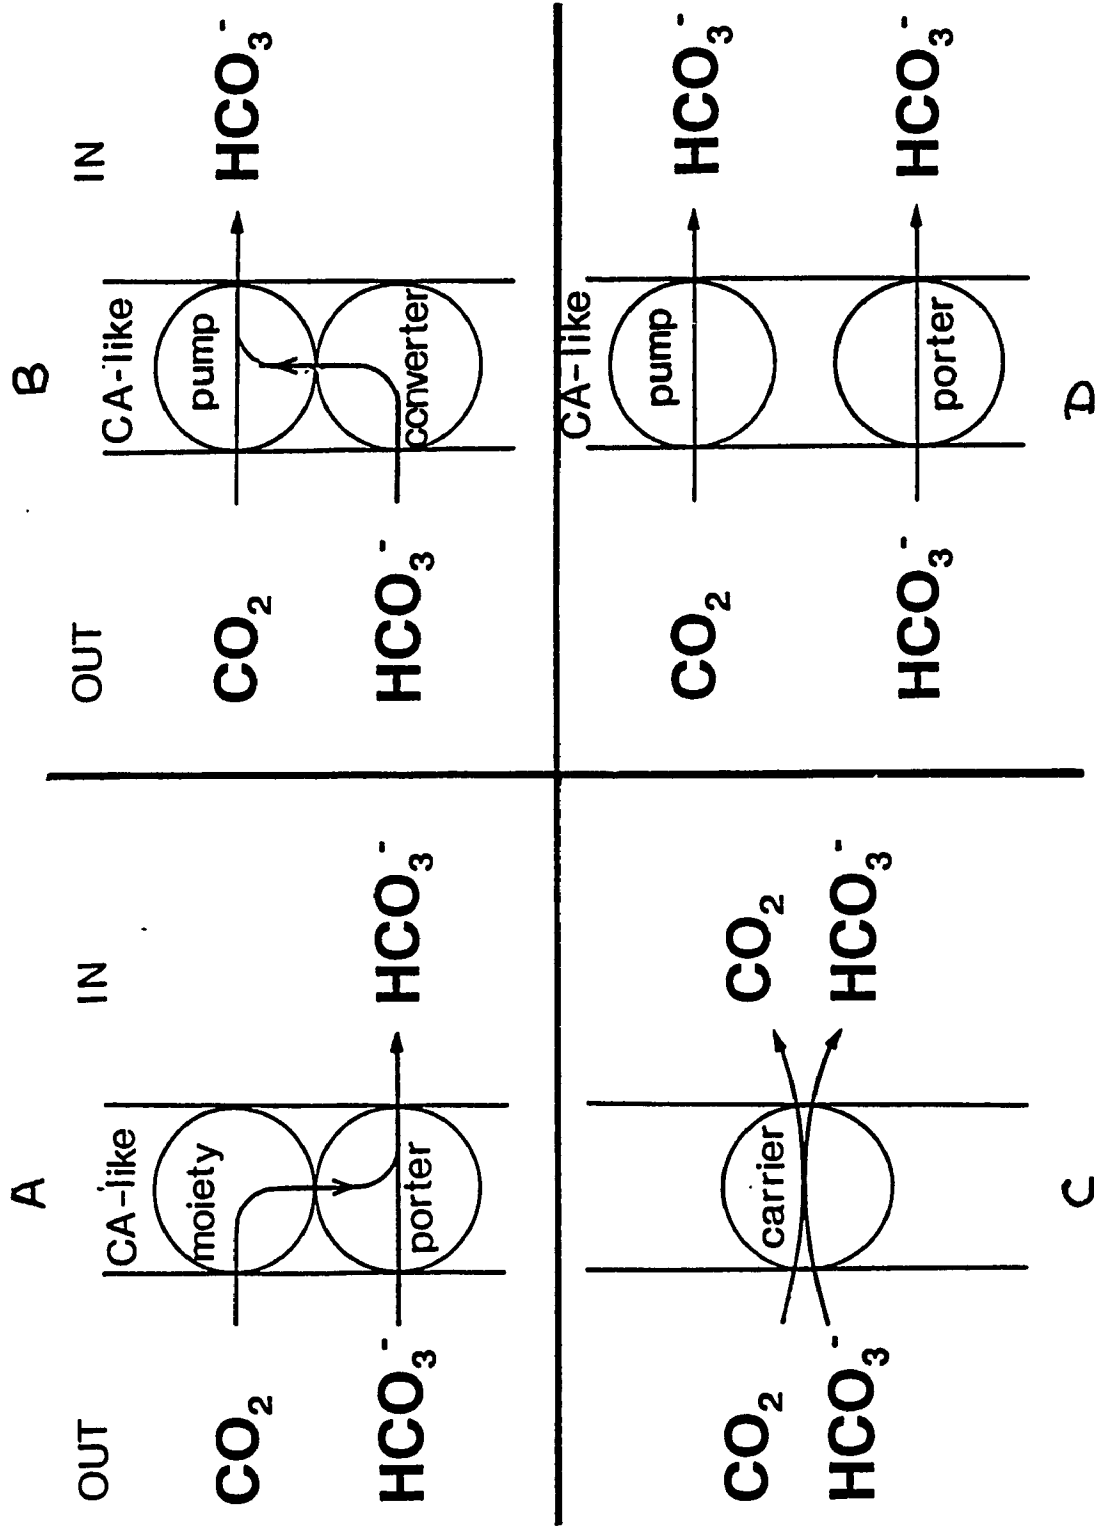 A
OUT
IN
CA-like
moiety
porter
CO₂
HCO₃⁻
HCO₃⁻
B
OUT
IN
CA-like
pump
converter
CO₂
HCO₃⁻
HCO₃⁻
C
carrier
CO₂
HCO₃⁻
CO₂
HCO₃⁻
D
CA-like
pump
porter
CO₂
HCO₃⁻
HCO₃⁻
HCO₃⁻